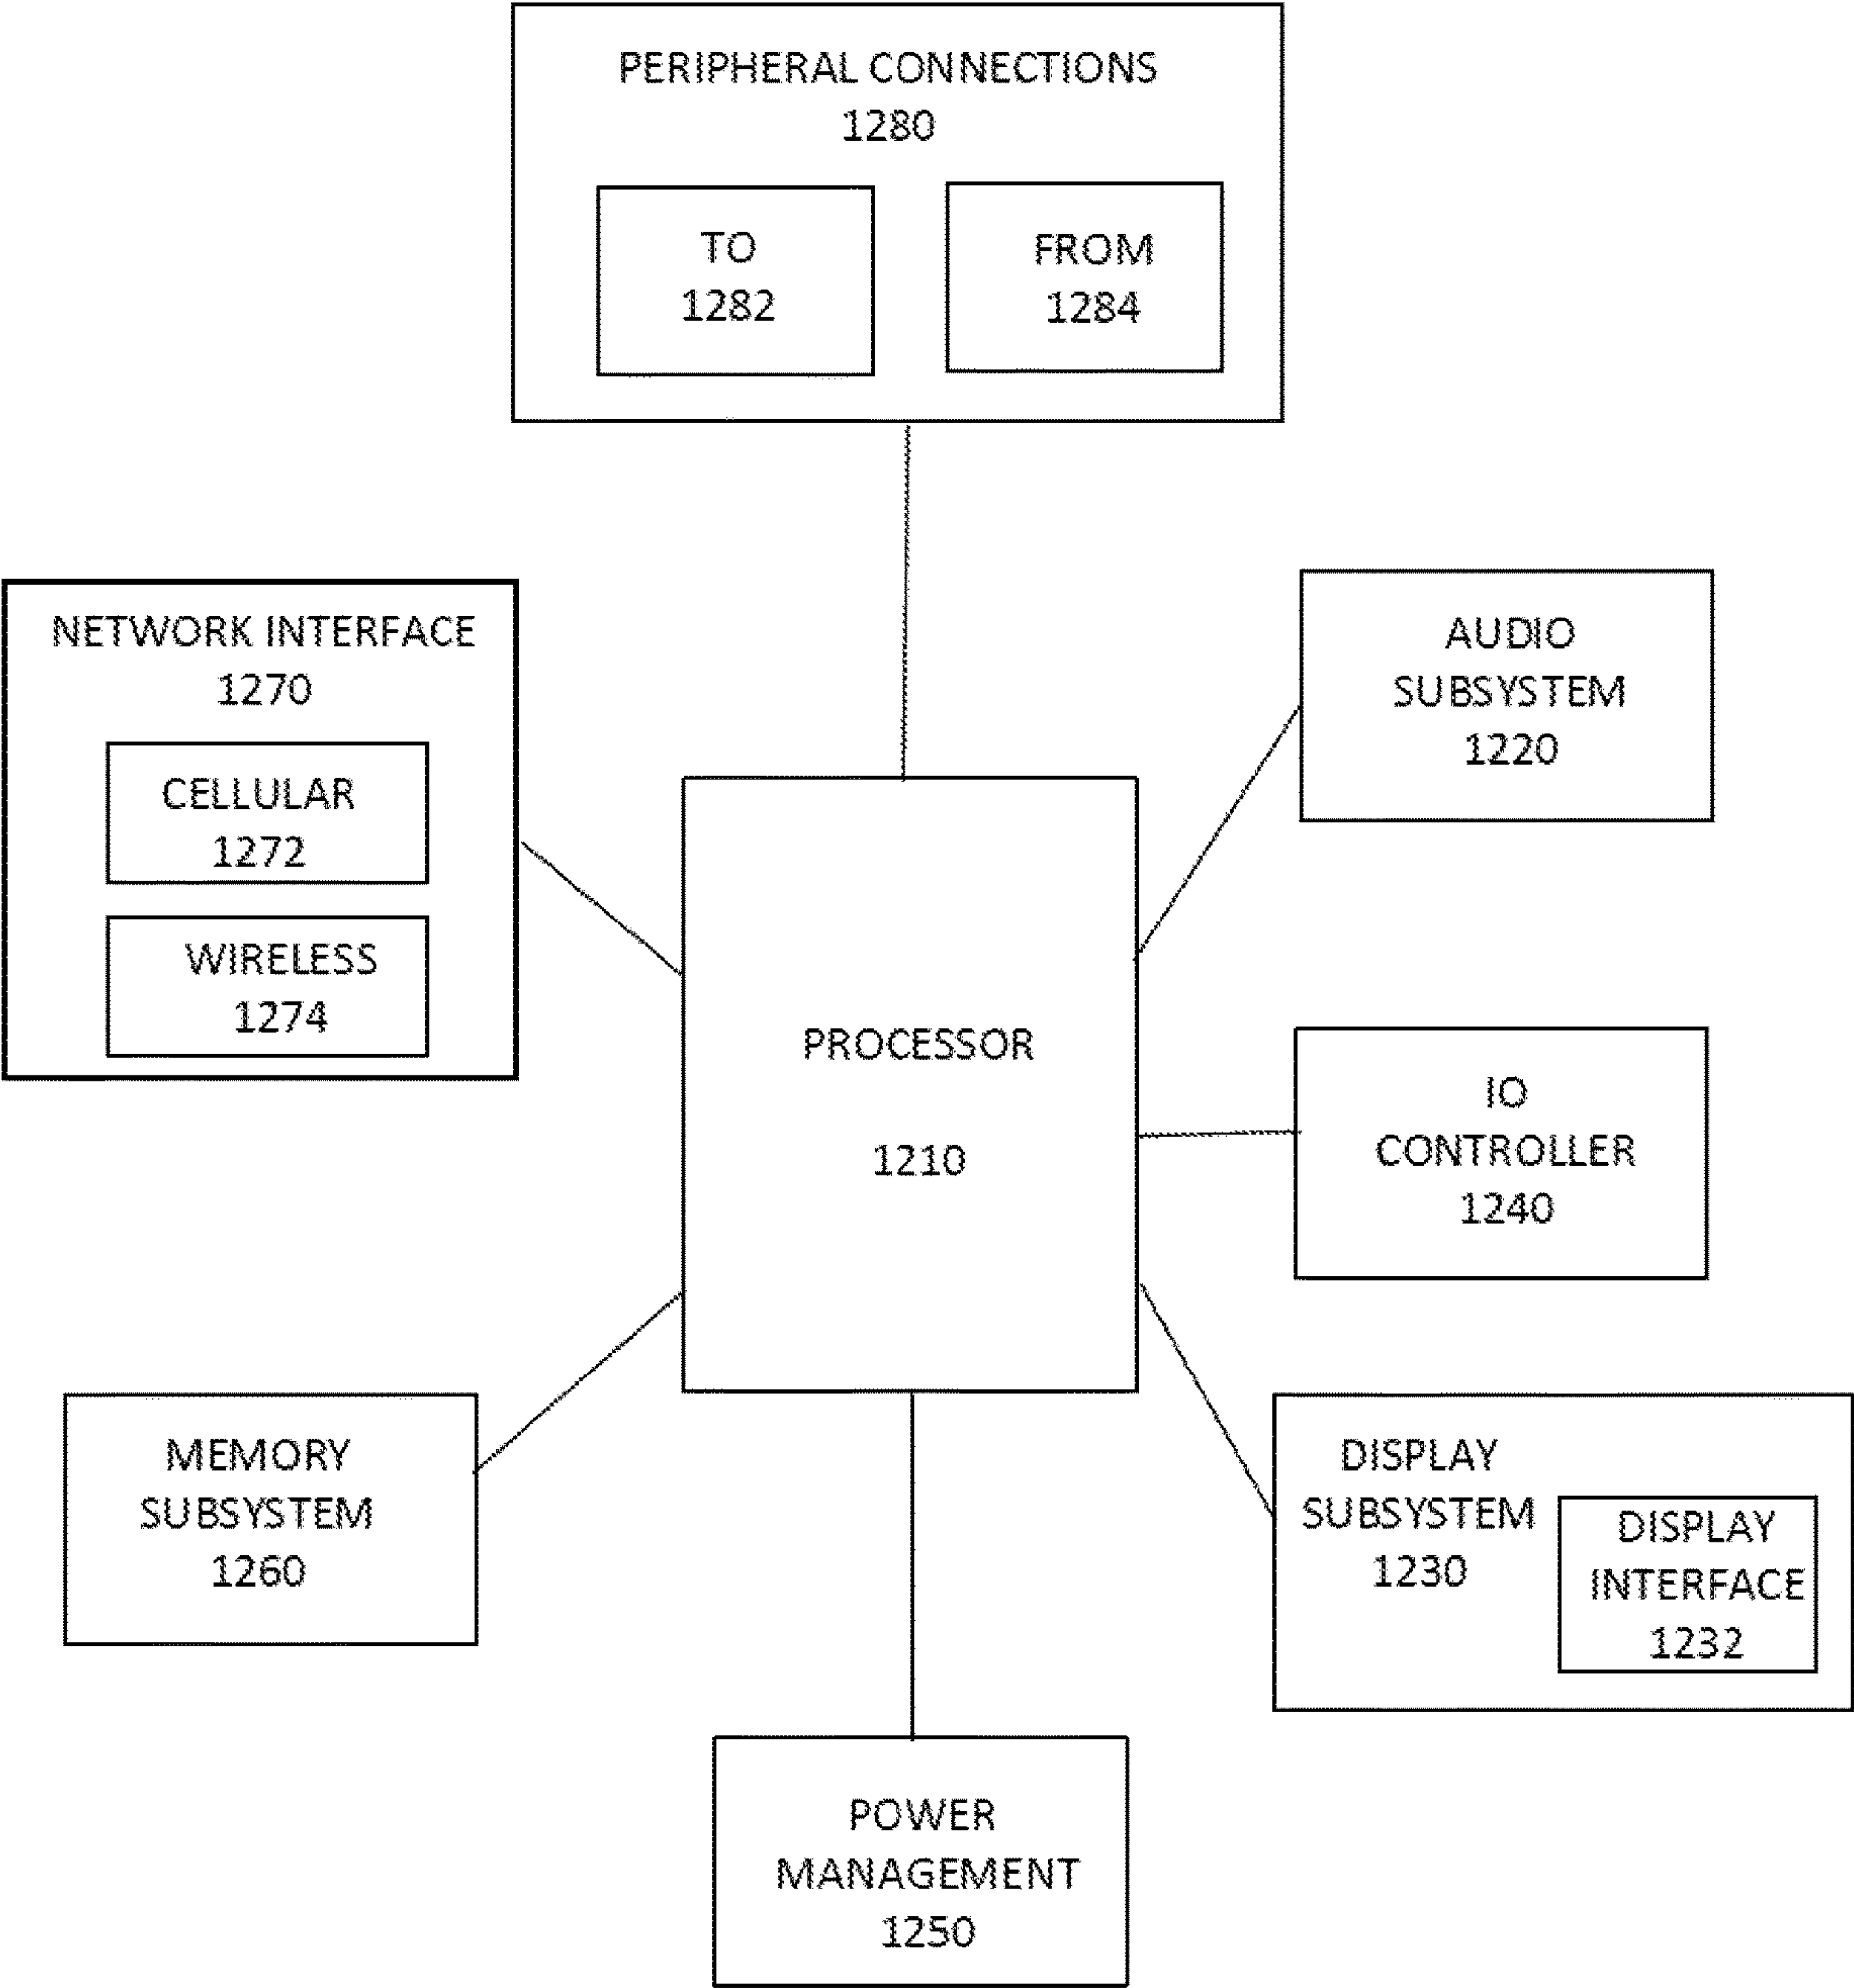 PERIPHERAL CONNECTIONS
1280
TO
1282
FROM
1284
NETWORK INTERFACE
1270
CELLULAR
1272
WIRELESS
1274
AUDIO
SUBSYSTEM
1220
PROCESSOR
1210
IO
CONTROLLER
1240
MEMORY
SUBSYSTEM
1260
DISPLAY
SUBSYSTEM
1230
DISPLAY
INTERFACE
1232
POWER
MANAGEMENT
1250